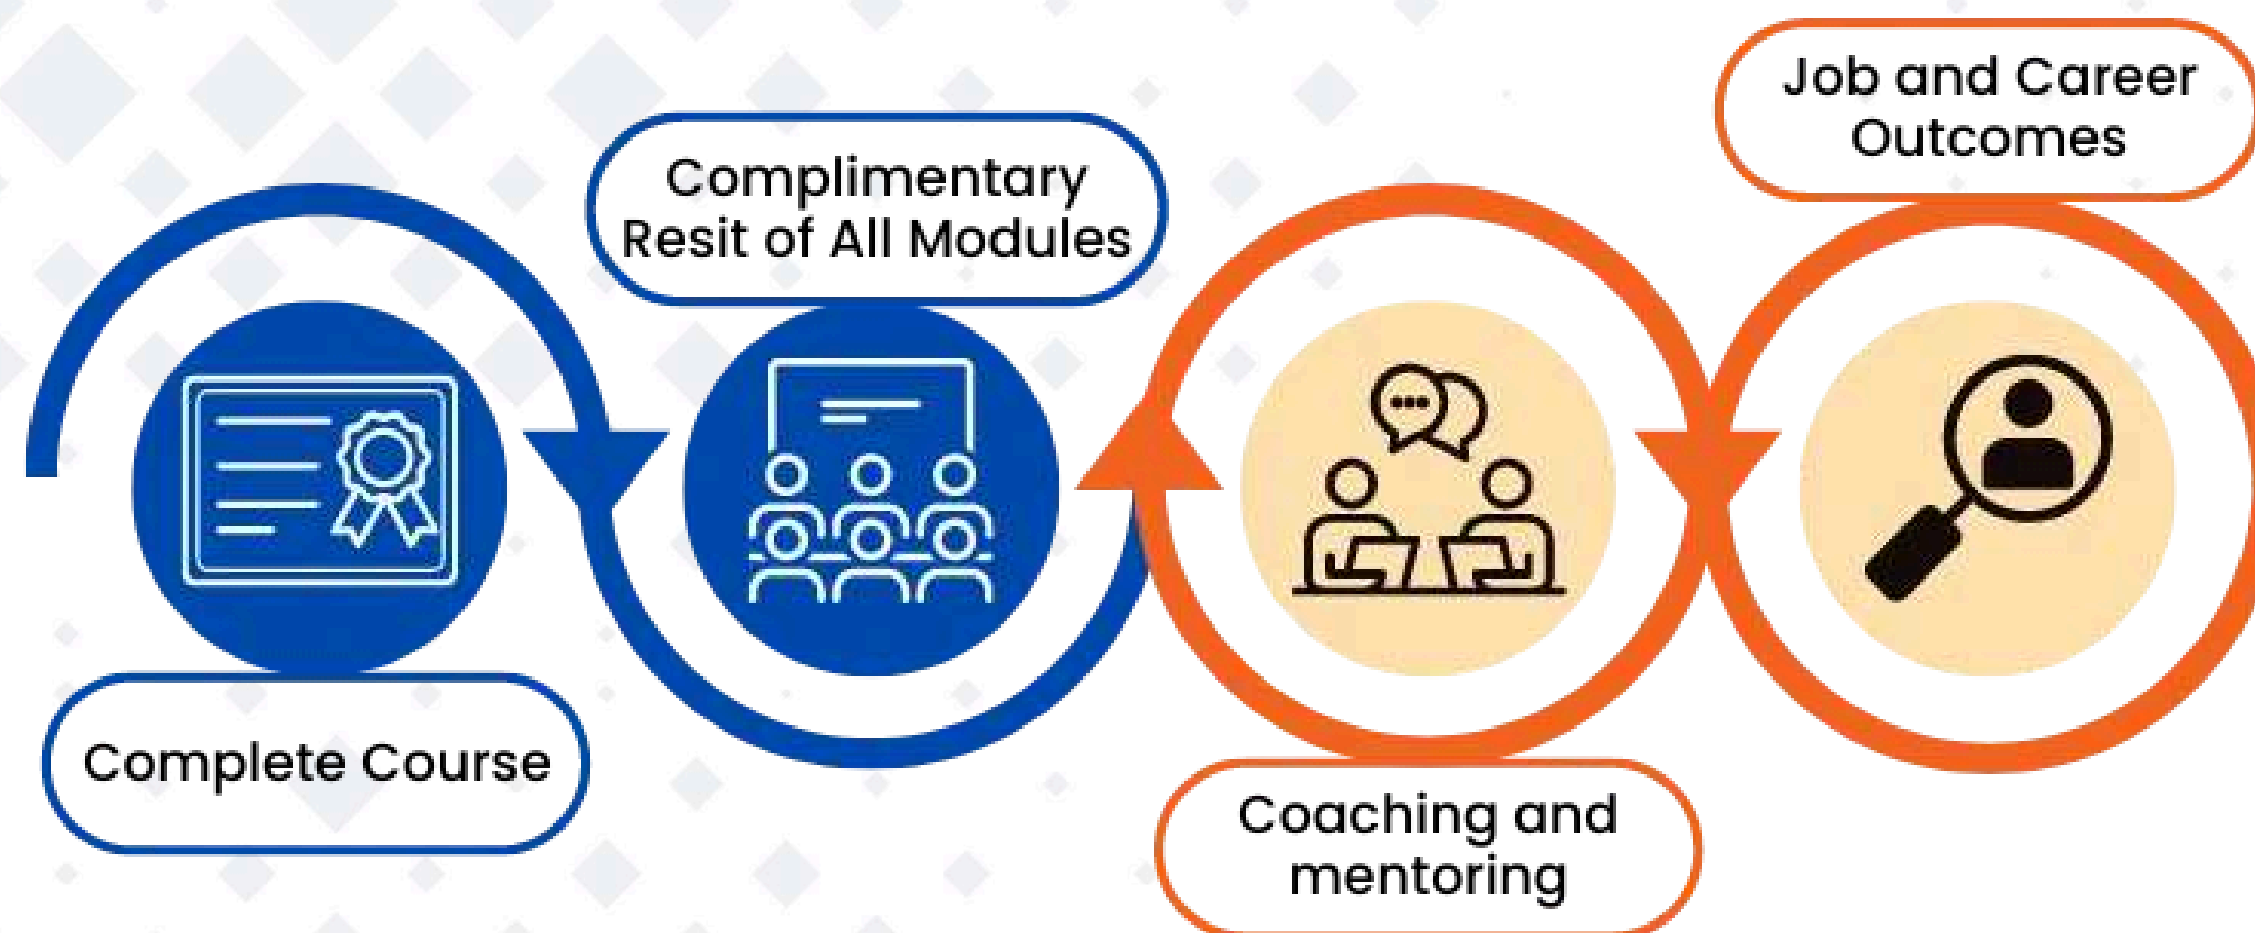 Complete Course
Complimentary
Resit of All Modules
Coaching and
mentoring
Job and Career
Outcomes